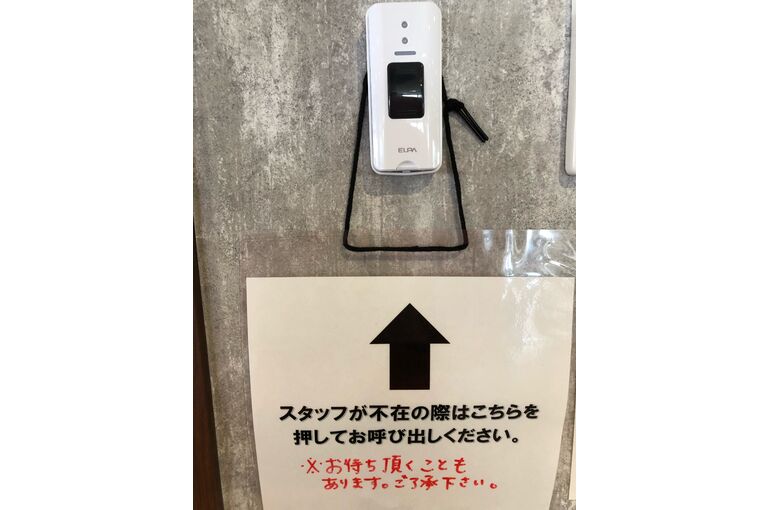 ELPA
スタッフが不在の際はこちらを
押してお呼び出しください。
※お待ち頂くことも
あります。ご了承下さい。